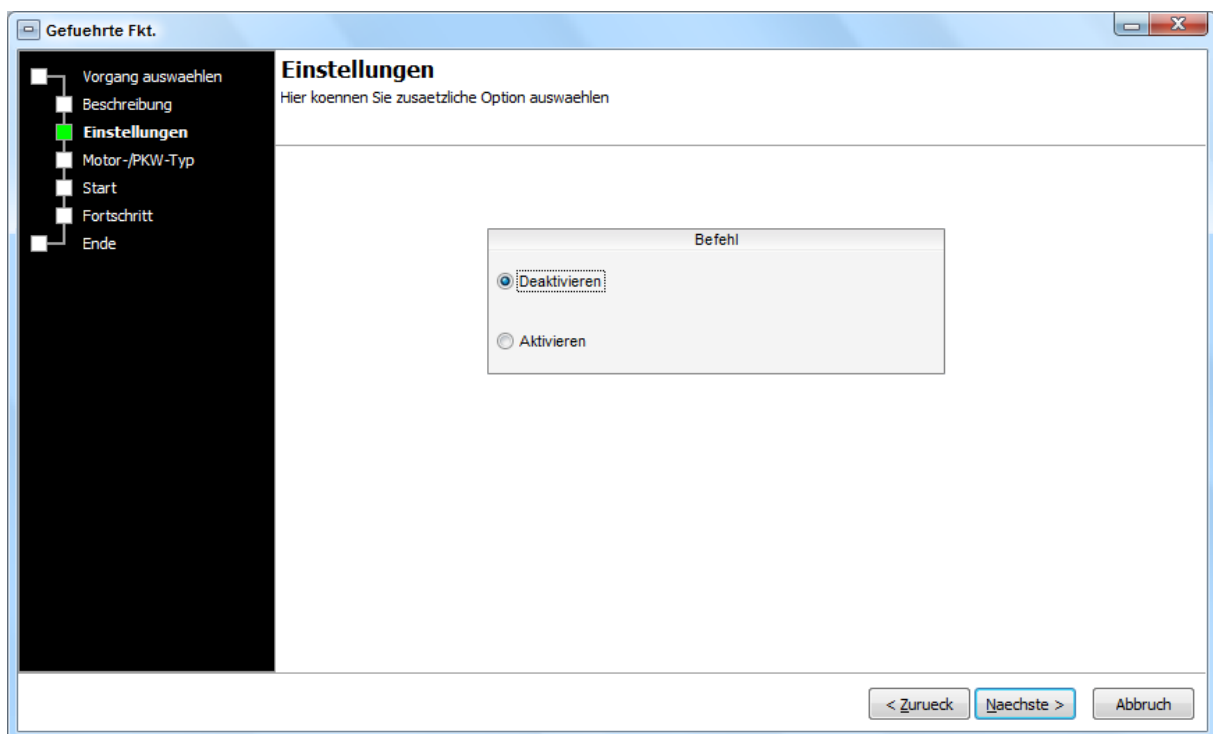 Gefuehrte Fkt.
Vorgang auswaehlen
Beschreibung
Einstellungen
Motor-/PKW-Typ
Start
Fortschritt
Ende
Einstellungen
Hier koennen Sie zusaetzliche Option auswaehlen
Befehl
Deaktivieren
Aktivieren
< Zurueck
Naechste >
Abbruch